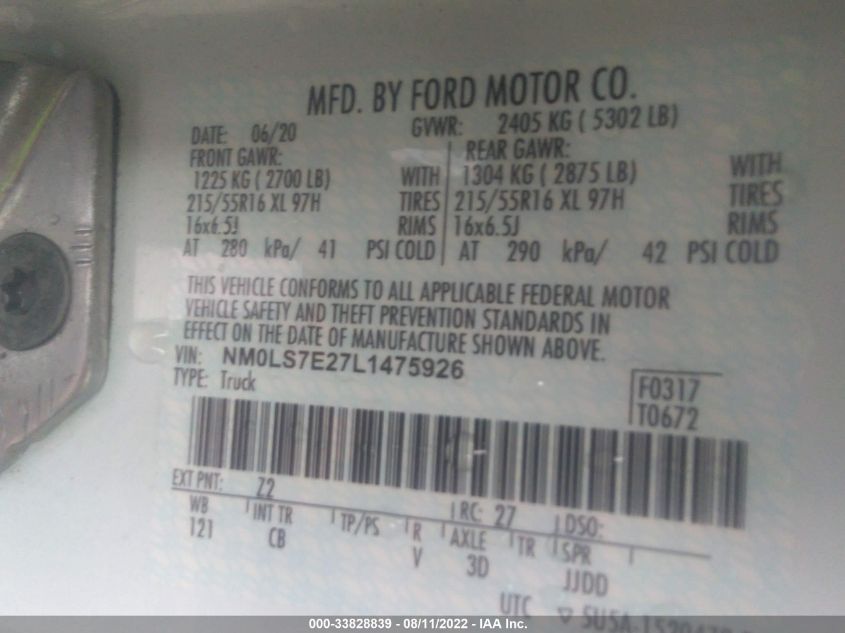 MFD. BY FORD MOTOR CO.
DATE: 06/20 GVWR: 2405 KG ( 5302 LB)
FRONT GAWR: REAR GAWR:
1225 KG ( 2700 LB) WITH 1304 KG ( 2875 LB) WITH
215/55R16 XL 97H TIRES 215/55R16 XL 97H TIRES
16x6.5J RIMS 16x6.5J RIMS
AT 280 kPa/ 41 PSI COLD AT 290 kPa/ 42 PSI COLD
THIS VEHICLE CONFORMS TO ALL APPLICABLE FEDERAL MOTOR
VEHICLE SAFETY AND THEFT PREVENTION STANDARDS IN
EFFECT ON THE DATE OF MANUFACTURE SHOWN ABOVE.
VIN: NM0LS7E27L1475926
TYPE: Truck
F0317
T0672
EXT PNT: Z2 RC: 27 DSO:
WB INT TR TP/PS R AXLE TR SPR
121 CB V 3D JJDD
UTC
000-33828839 - 08/11/2022 - IAA Inc.